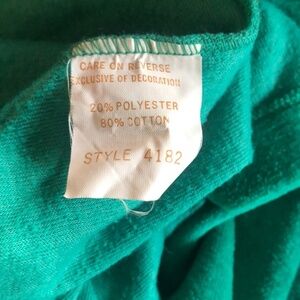 CARE ON REVERSE
EXCLUSIVE OF DECORATION
20% POLYESTER
80% COTTON
STYLE 4182